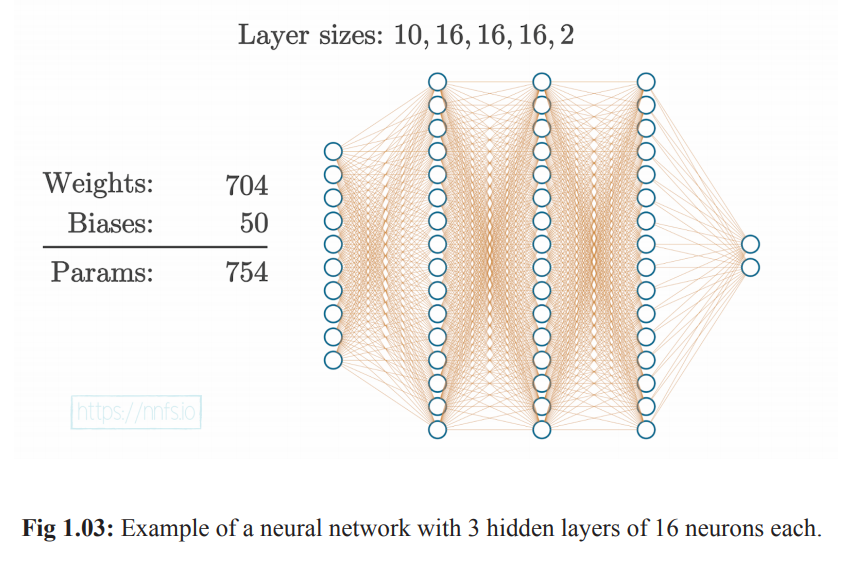 Layer sizes: 10, 16, 16, 16, 2
Weights: 704
Biases: 50
Params: 754
https://nnfs.io
Fig 1.03: Example of a neural network with 3 hidden layers of 16 neurons each.